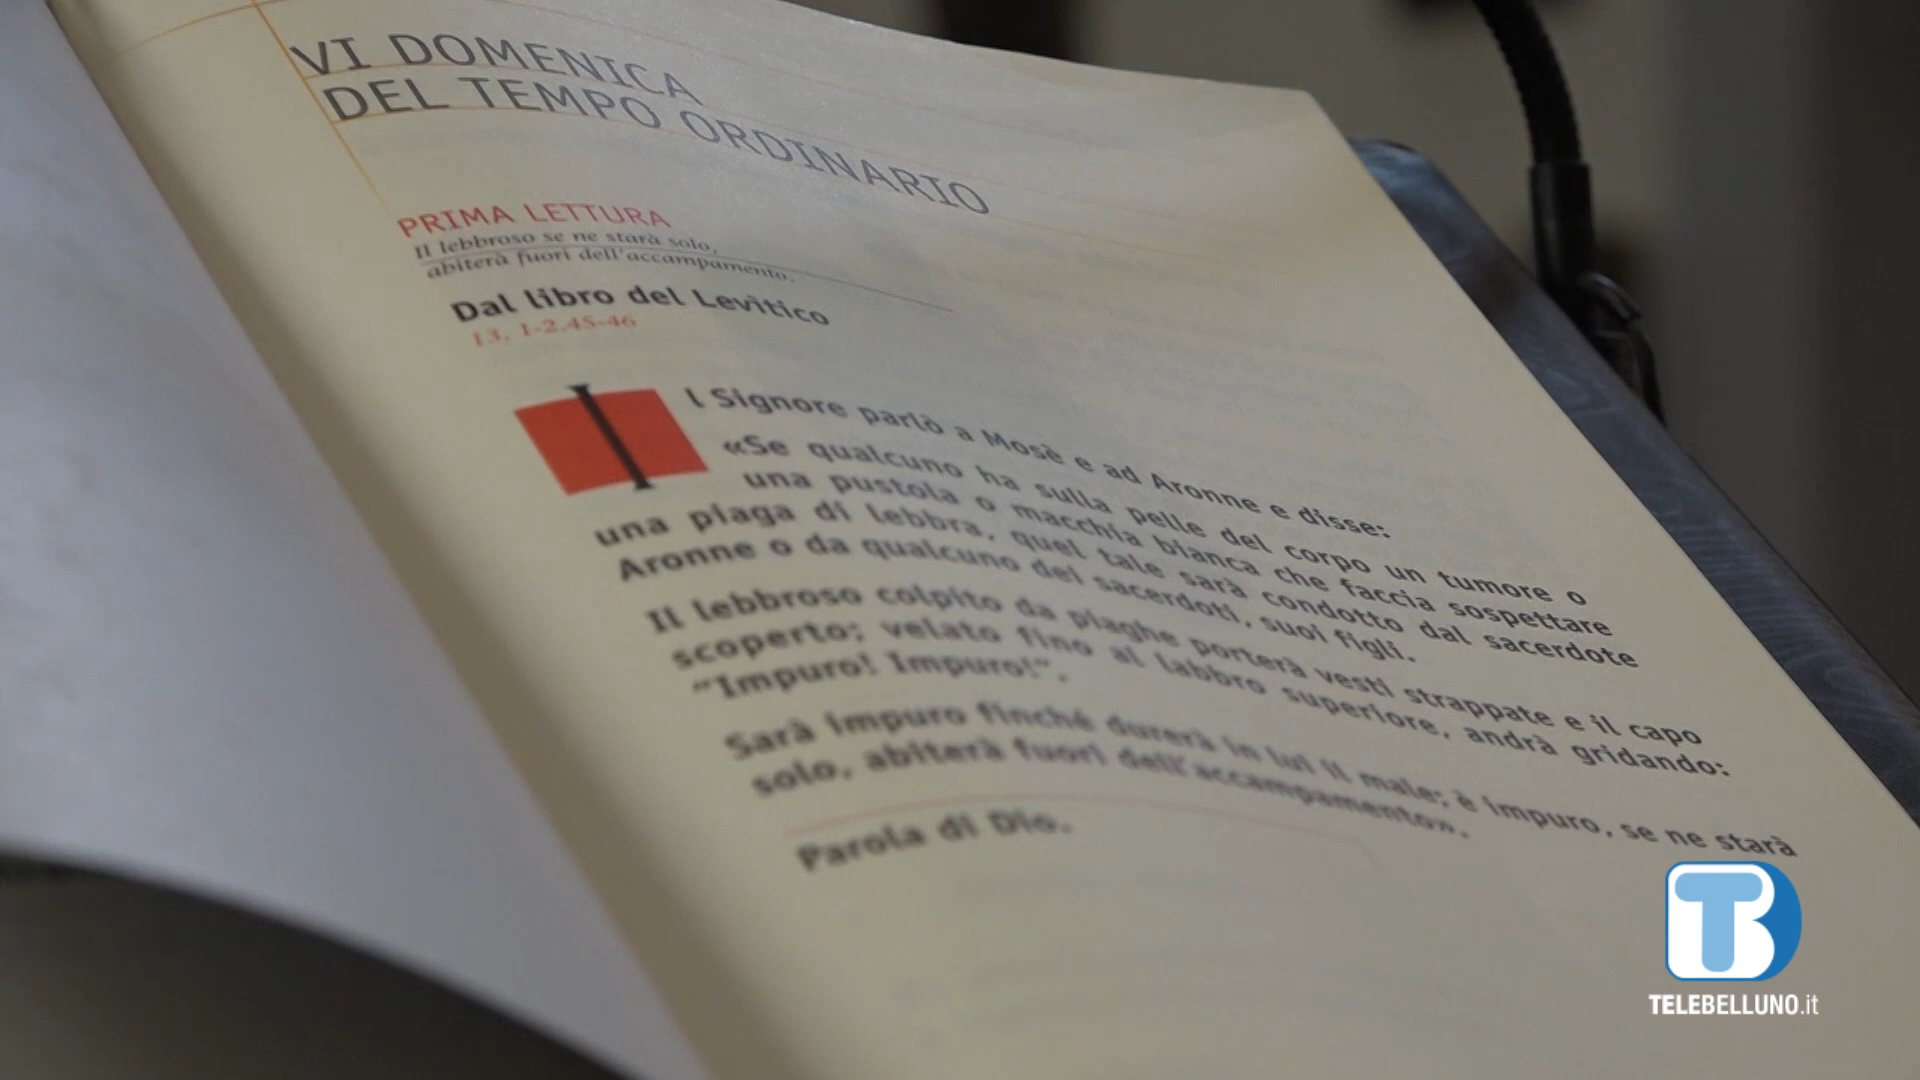 VI DOMENICA
DEL TEMPO ORDINARIO
PRIMA LETTURA
Il lebbroso se ne starà solo,
abiterà fuori dell'accampamento.
Dal libro del Levìtico
13, 1-2.45-46
Il Signore parlò a Mosè e ad Aronne e disse:
«Se qualcuno ha sulla pelle del corpo un tumore o
una pustola o macchia bianca che faccia sospettare
una piaga di lebbra, quel tale sarà condotto dal sacerdote
Aronne o da qualcuno dei sacerdoti, suoi figli.
Il lebbroso colpito da piaghe porterà vesti strappate e il capo
scoperto; velato fino al labbro superiore, andrà gridando:
“Impuro! Impuro!”.
Sarà impuro finché durerà in lui il male; è impuro, se ne starà
solo, abiterà fuori dell'accampamento».
Parola di Dio.
TB
TELEBELLUNO.it